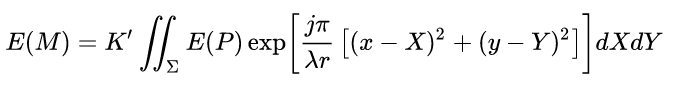 E(M) = K' ∬_Σ E(P) exp[ jπ/λr [(x − X)² + (y − Y)²] ] dXdY